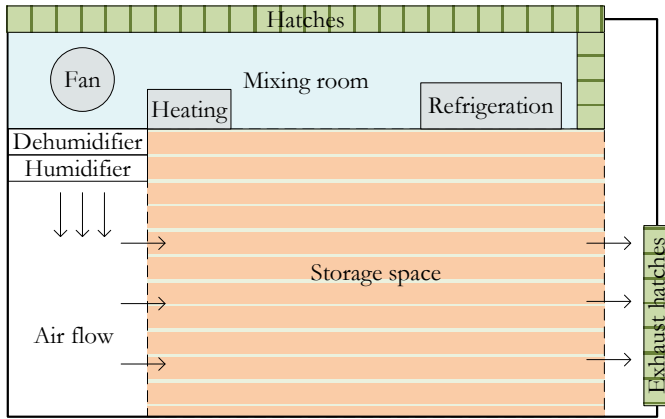 Hatches
Fan
Mixing room
Heating
Refrigeration
Dehumidifier
Humidifier
Storage space
Air flow
Exhaust hatches